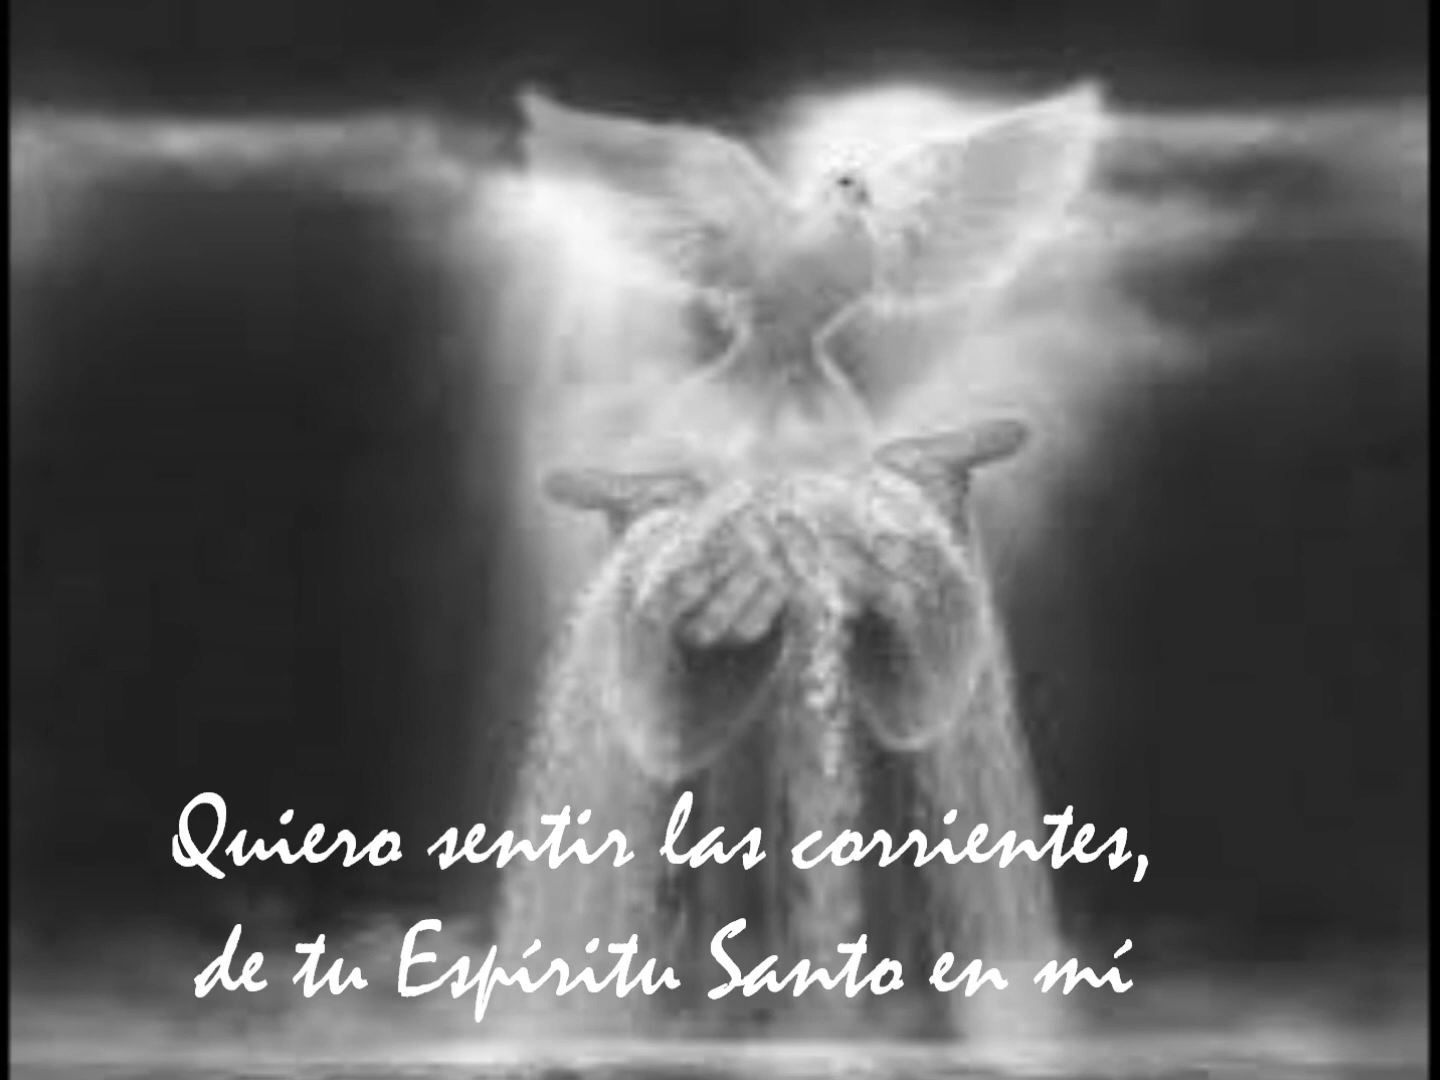 Quiero sentir las corrientes,
de tu Espíritu Santo en mí